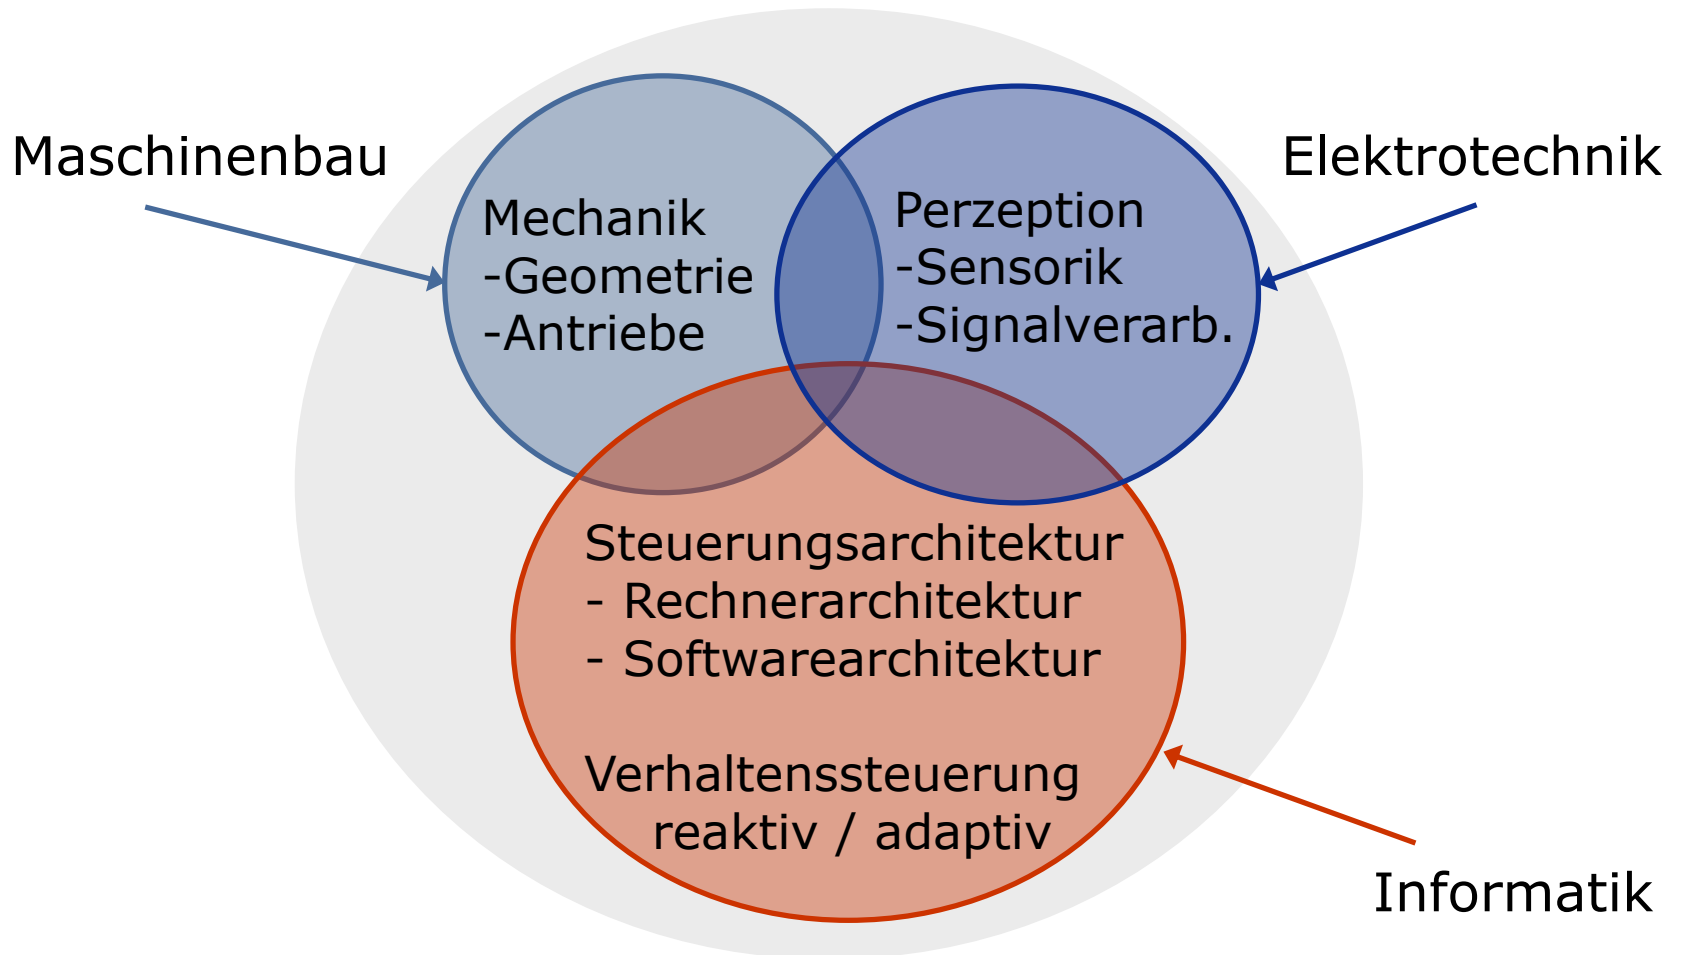 Maschinenbau
Elektrotechnik
Mechanik
-Geometrie
-Antriebe
Perzeption
-Sensorik
-Signalverarb.
Steuerungsarchitektur
- Rechnerarchitektur
- Softwarearchitektur
Verhaltenssteuerung
reaktiv / adaptiv
Informatik